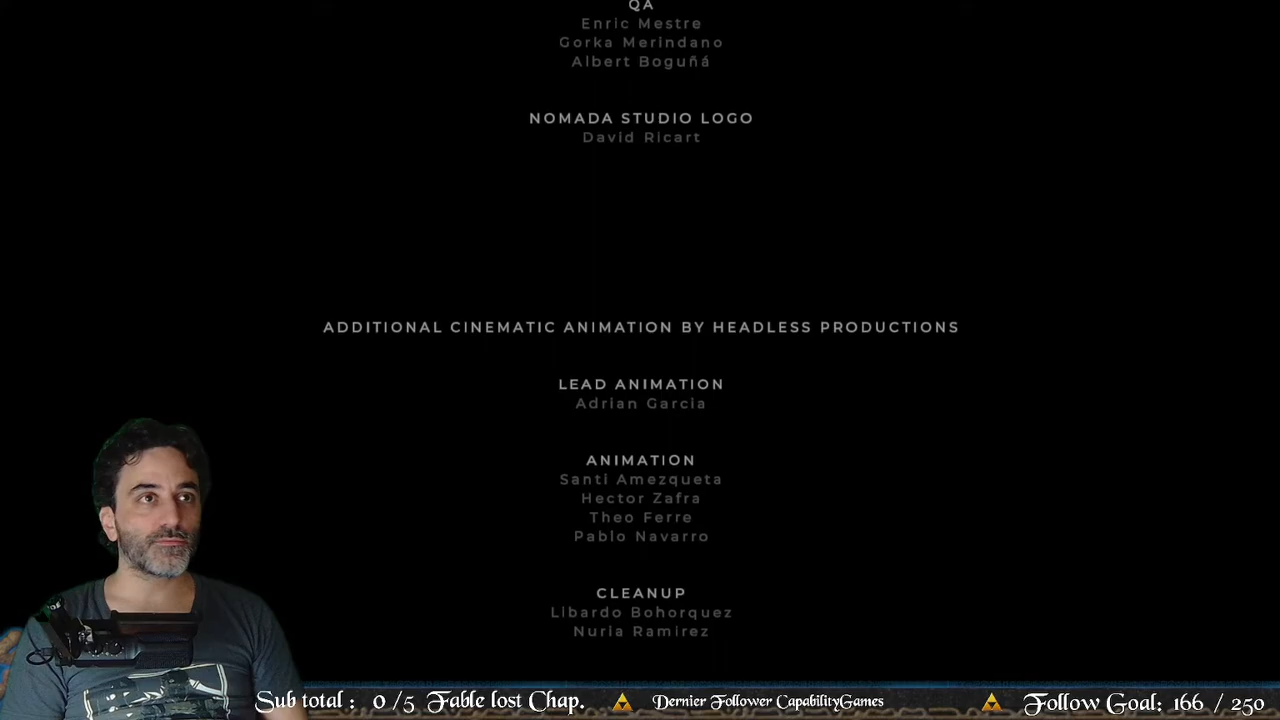 QA
Enric Mestre
Gorka Merindano
Albert Boguñá
NOMADA STUDIO LOGO
David Ricart
ADDITIONAL CINEMATIC ANIMATION BY HEADLESS PRODUCTIONS
LEAD ANIMATION
Adrian Garcia
ANIMATION
Santi Amezqueta
Hector Zafra
Theo Ferre
Pablo Navarro
CLEANUP
Libardo Bohorquez
Nuria Ramirez
Sub total : 0 /5 Fable lost Chap. Dernier Follower CapabilityGames Follow Goal: 166 / 250